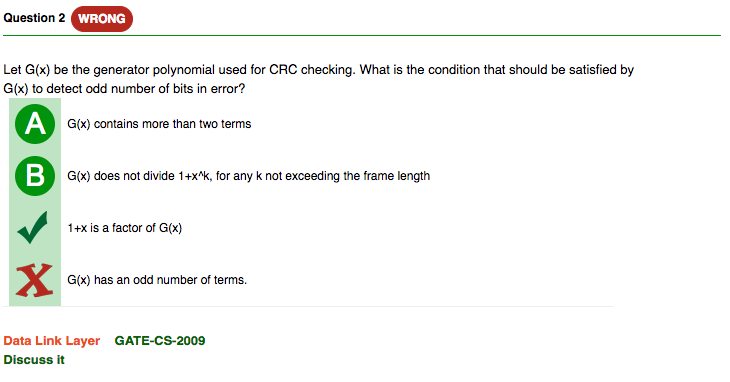 Question 2 WRONG
Let G(x) be the generator polynomial used for CRC checking. What is the condition that should be satisfied by
G(x) to detect odd number of bits in error?
A G(x) contains more than two terms
B G(x) does not divide 1+x^k, for any k not exceeding the frame length
1+x is a factor of G(x)
G(x) has an odd number of terms.
Data Link Layer GATE-CS-2009
Discuss it